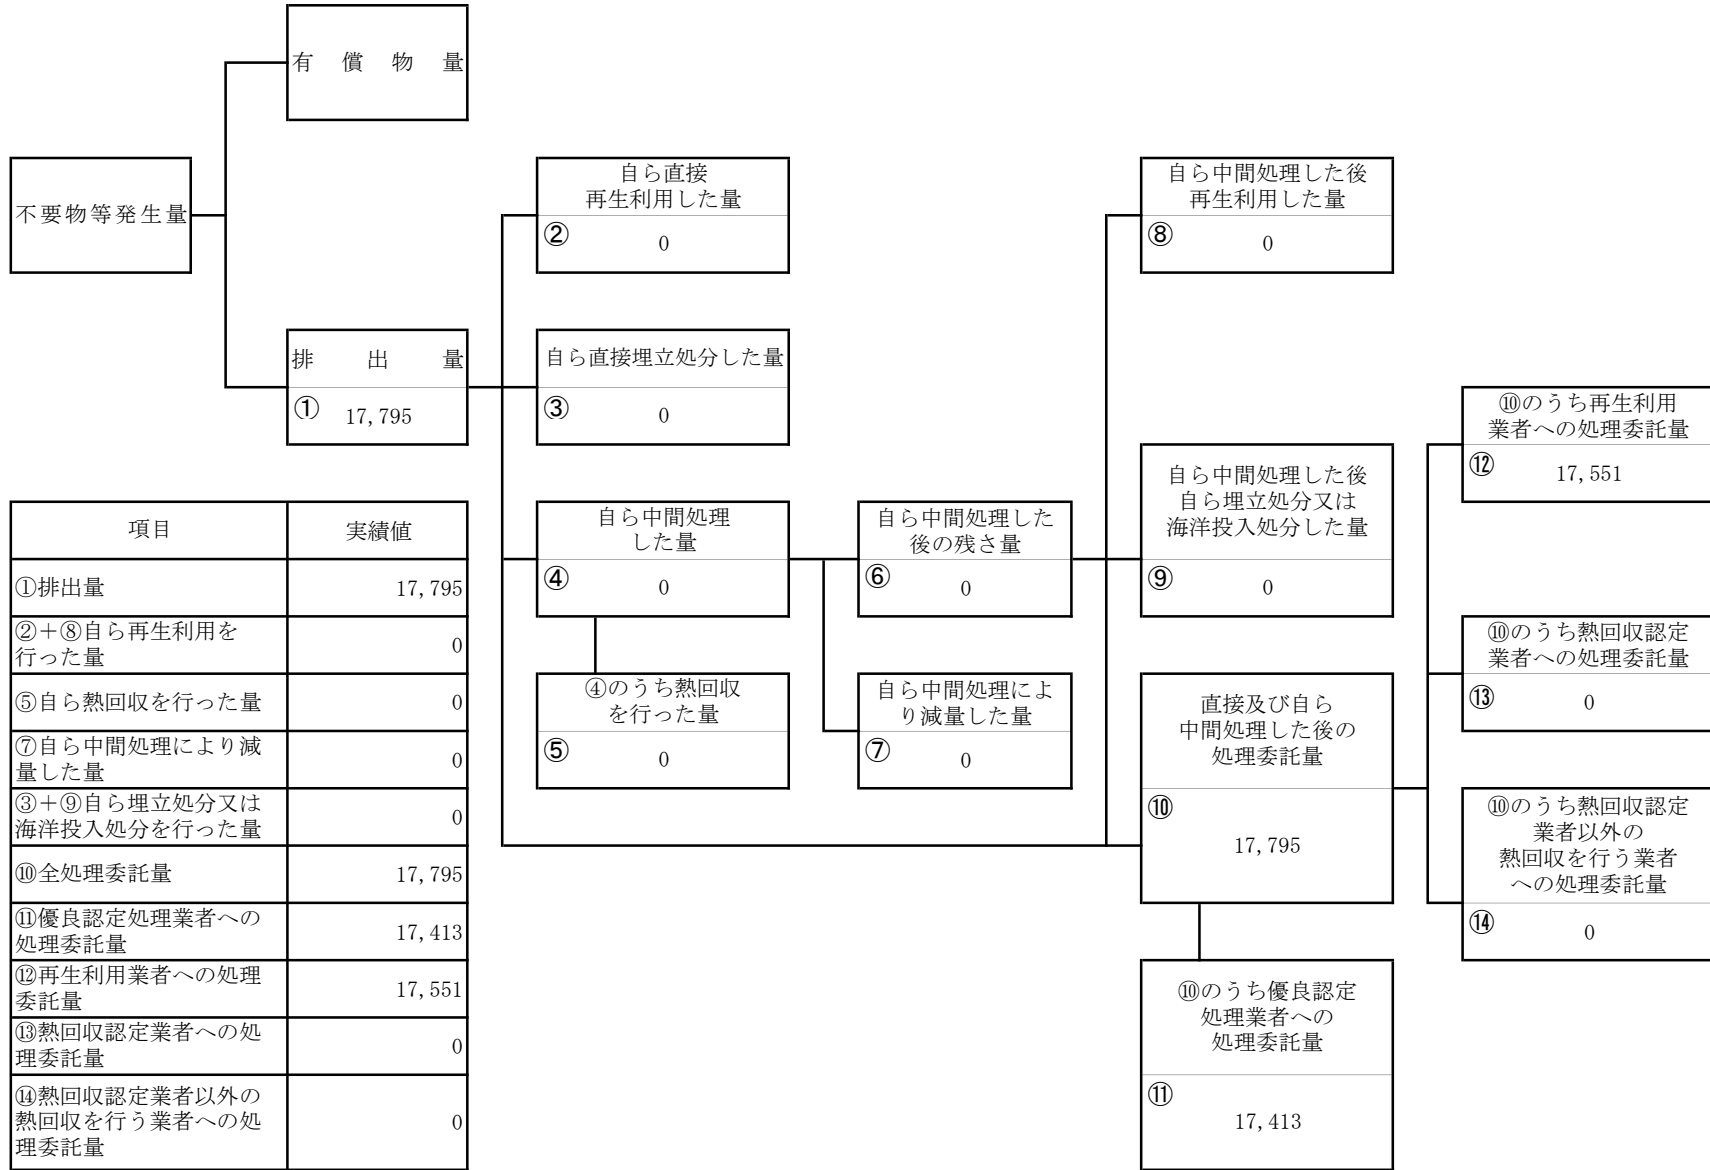 有償物量
不要物等発生量
排出量
① 17,795
自ら直接
再生利用した量
② 0
自ら直接埋立処分した量
③ 0
自ら中間処理
した量
④ 0
④のうち熱回収
を行った量
⑤ 0
自ら中間処理した
後の残さ量
⑥ 0
自ら中間処理によ
り減量した量
⑦ 0
自ら中間処理した後
再生利用した量
⑧ 0
自ら中間処理した後
自ら埋立処分又は
海洋投入処分した量
⑨ 0
直接及び自ら
中間処理した後の
処理委託量
⑩
17,795
⑩のうち優良認定
処理業者への
処理委託量
⑪
17,413
⑩のうち再生利用
業者への処理委託量
⑫ 17,551
⑩のうち熱回収認定
業者への処理委託量
⑬ 0
⑩のうち熱回収認定
業者以外の
熱回収を行う業者
への処理委託量
⑭ 0
項目 実績値
①排出量 17,795
②＋⑧自ら再生利用を
行った量 0
⑤自ら熱回収を行った量 0
⑦自ら中間処理により減
量した量 0
③＋⑨自ら埋立処分又は
海洋投入処分を行った量 0
⑩全処理委託量 17,795
⑪優良認定処理業者への
処理委託量 17,413
⑫再生利用業者への処理
委託量 17,551
⑬熱回収認定業者への処
理委託量 0
⑭熱回収認定業者以外の
熱回収を行う業者への処
理委託量 0